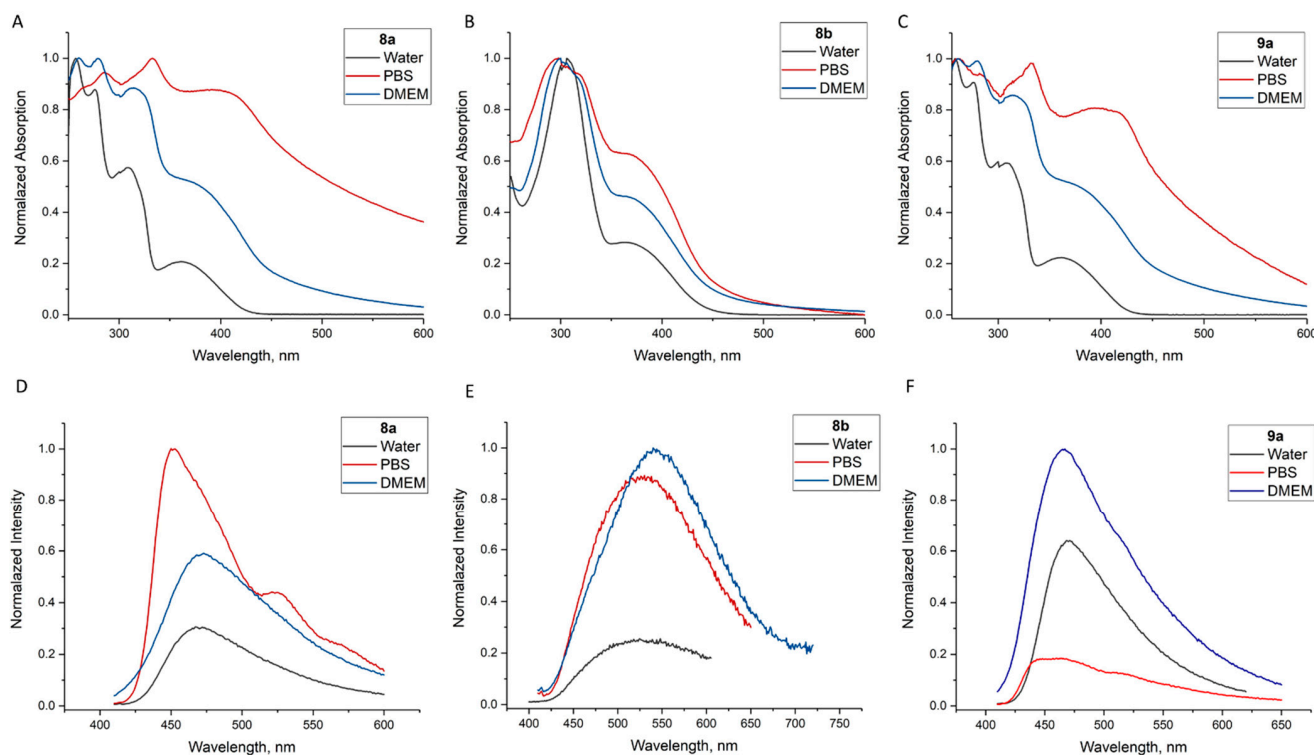 A
8a
Water
PBS
DMEM
Normalazed Absorption
1.0
0.8
0.6
0.4
0.2
0.0
300 400 500 600
Wavelength, nm
B
8b
Water
PBS
DMEM
Normalazed Absorption
1.0
0.8
0.6
0.4
0.2
0.0
300 400 500 600
Wavelength, nm
C
9a
Water
PBS
DMEM
Normalazed Absorption
1.0
0.8
0.6
0.4
0.2
0.0
300 400 500 600
Wavelength, nm
D
8a
Water
PBS
DMEM
Normalazed Intensity
1.0
0.8
0.6
0.4
0.2
0.0
400 450 500 550 600
Wavelength, nm
E
8b
Water
PBS
DMEM
Normalazed Intensity
1.0
0.8
0.6
0.4
0.2
0.0
400 450 500 550 600 650 700
Wavelength, nm
F
9a
Water
PBS
DMEM
Normalazed Intensity
1.0
0.8
0.6
0.4
0.2
0.0
400 450 500 550 600 650
Wavelength, nm